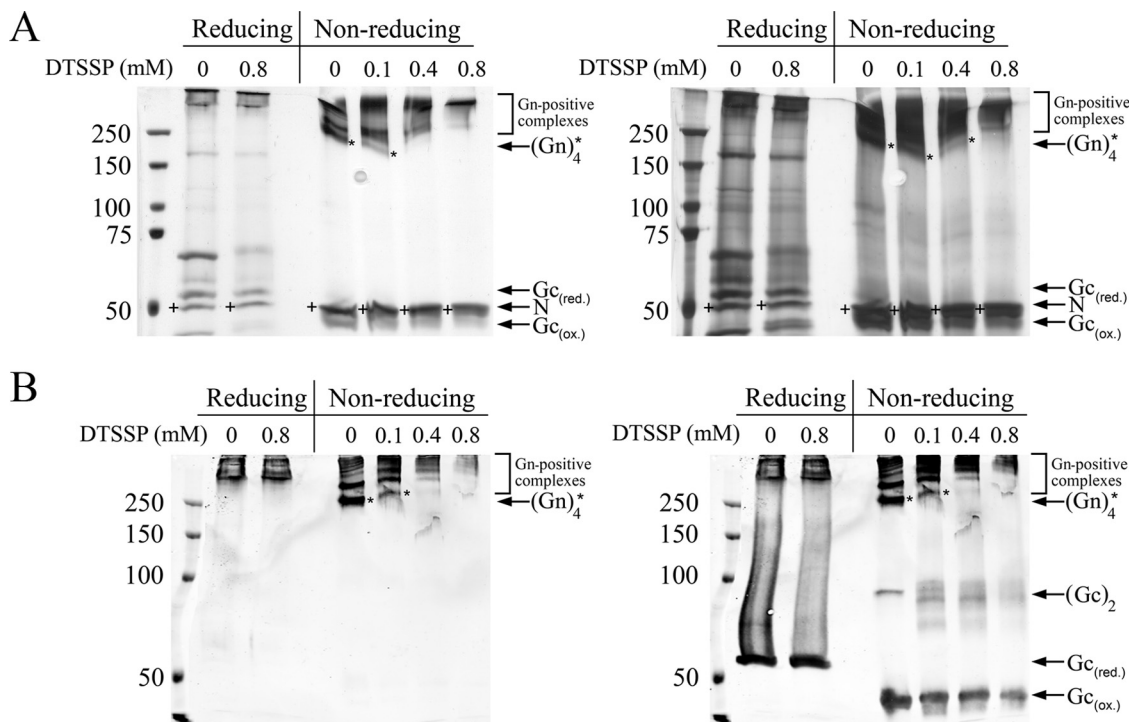 A
Reducing Non-reducing
DTSSP (mM) 0 0.8 0 0.1 0.4 0.8
250
150
100
75
50
Gn-positive
complexes
(Gn)4*
Gc(red.)
N
Gc(ox.)
* *
+ + + + + +
Reducing Non-reducing
DTSSP (mM) 0 0.8 0 0.1 0.4 0.8
250
150
100
75
50
Gn-positive
complexes
(Gn)4*
Gc(red.)
N
Gc(ox.)
* * *
+ + + + + +
B
Reducing Non-reducing
DTSSP (mM) 0 0.8 0 0.1 0.4 0.8
250
150
100
50
Gn-positive
complexes
(Gn)4*
* *
Reducing Non-reducing
DTSSP (mM) 0 0.8 0 0.1 0.4 0.8
250
150
100
50
Gn-positive
complexes
(Gn)4*
(Gc)2
Gc(red.)
Gc(ox.)
* *